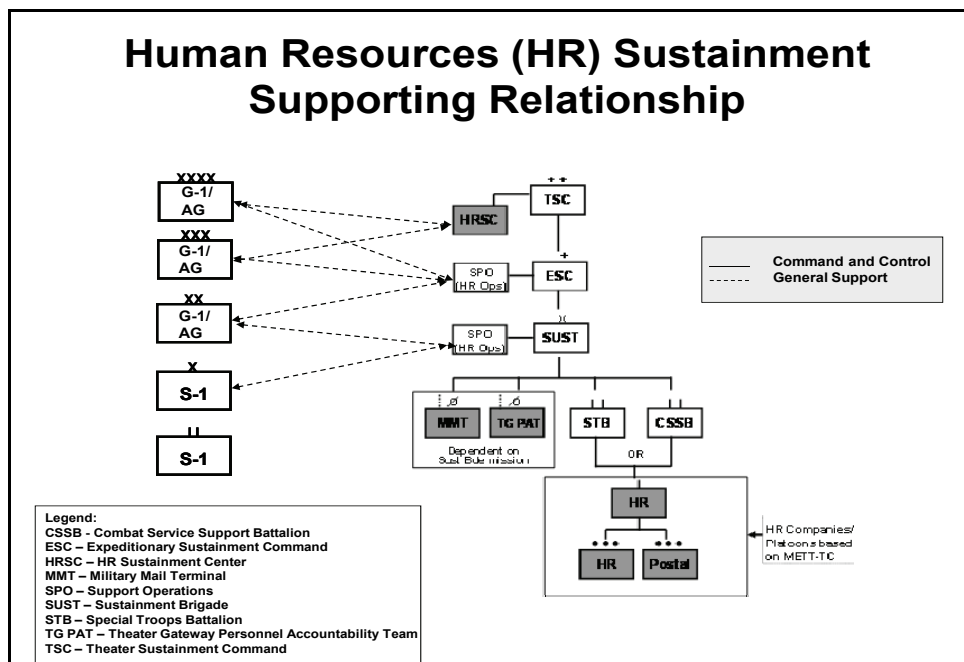 Human Resources (HR) Sustainment
Supporting Relationship
XXXX
G-1/
AG
XXX
G-1/
AG
XX
G-1/
AG
X
S-1
II
S-1
++
TSC
HRSC
+
ESC
SPO
(HR Ops)
SUST
SPO
(HR Ops)
MMT
TG PAT
Dependent on
Sust Bde mission
STB
CSSB
OR
HR
HR
Postal
HR Companies/
Platoons based
on METT-TC
Command and Control
General Support
Legend:
CSSB - Combat Service Support Battalion
ESC – Expeditionary Sustainment Command
HRSC – HR Sustainment Center
MMT – Military Mail Terminal
SPO – Support Operations
SUST – Sustainment Brigade
STB – Special Troops Battalion
TG PAT – Theater Gateway Personnel Accountability Team
TSC – Theater Sustainment Command